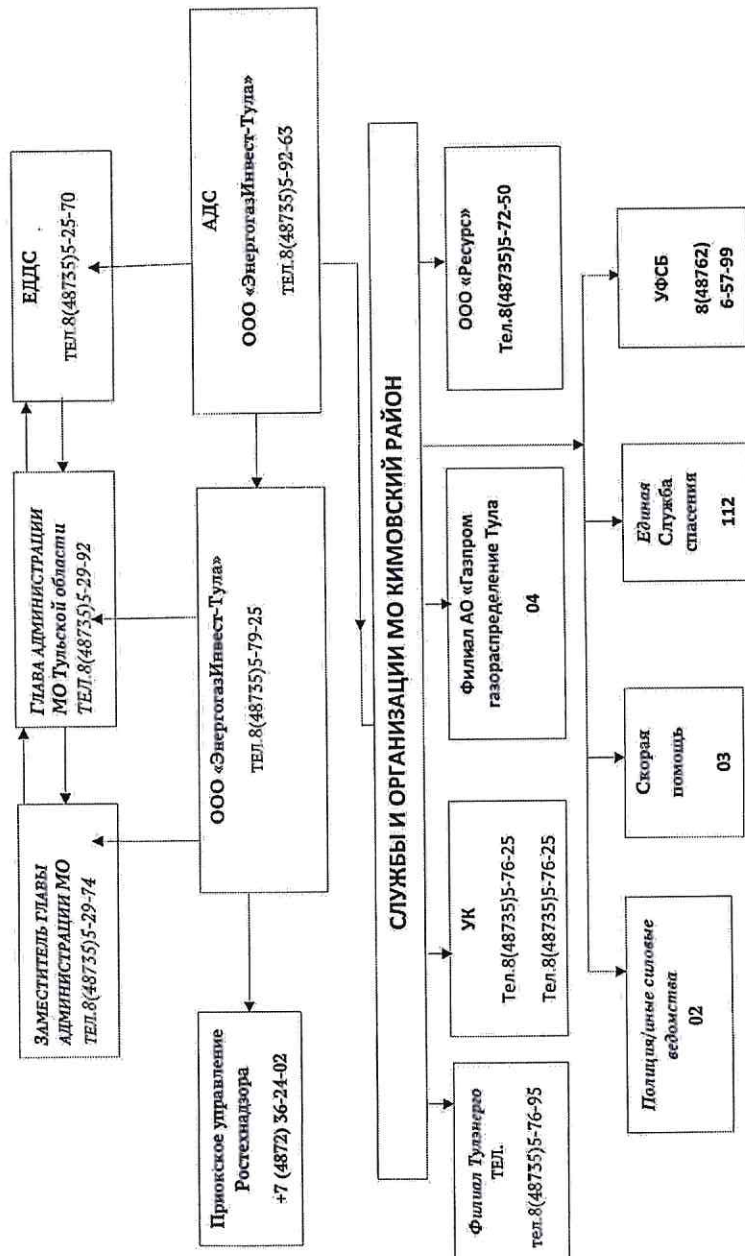 ЗАМЕСТИТЕЛЬ ГЛАВЫ
АДМИНИСТРАЦИИ МО
ТЕЛ.8(48735)5-29-74
ГЛАВА АДМИНИСТРАЦИИ
МО Тульской области
ТЕЛ.8(48735)5-29-92
ЕДДС
ТЕЛ.8(48735)5-25-70
Приокское управление
Ростехнадзора
+7 (4872) 36-24-02
ООО «ЭнергогазИнвест-Тула»
ТЕЛ.8(48735)5-79-25
АДС
ООО «ЭнергогазИнвест-Тула»
ТЕЛ.8(48735)5-92-63
СЛУЖБЫ И ОРГАНИЗАЦИИ МО КИМОВСКИЙ РАЙОН
Филиал Тулэнерго
ТЕЛ.
тел.8(48735)5-76-95
УК
Тел.8(48735)5-76-25
Тел.8(48735)5-76-25
Филиал АО «Газпром
газораспределение Тула
04
ООО «Ресурс»
Тел.8(48735)5-72-50
Полиция/иные силовые
ведомства
02
Скорая
помощь
03
Единая
Служба
спасения
112
УФСБ
8(48762)
6-57-99